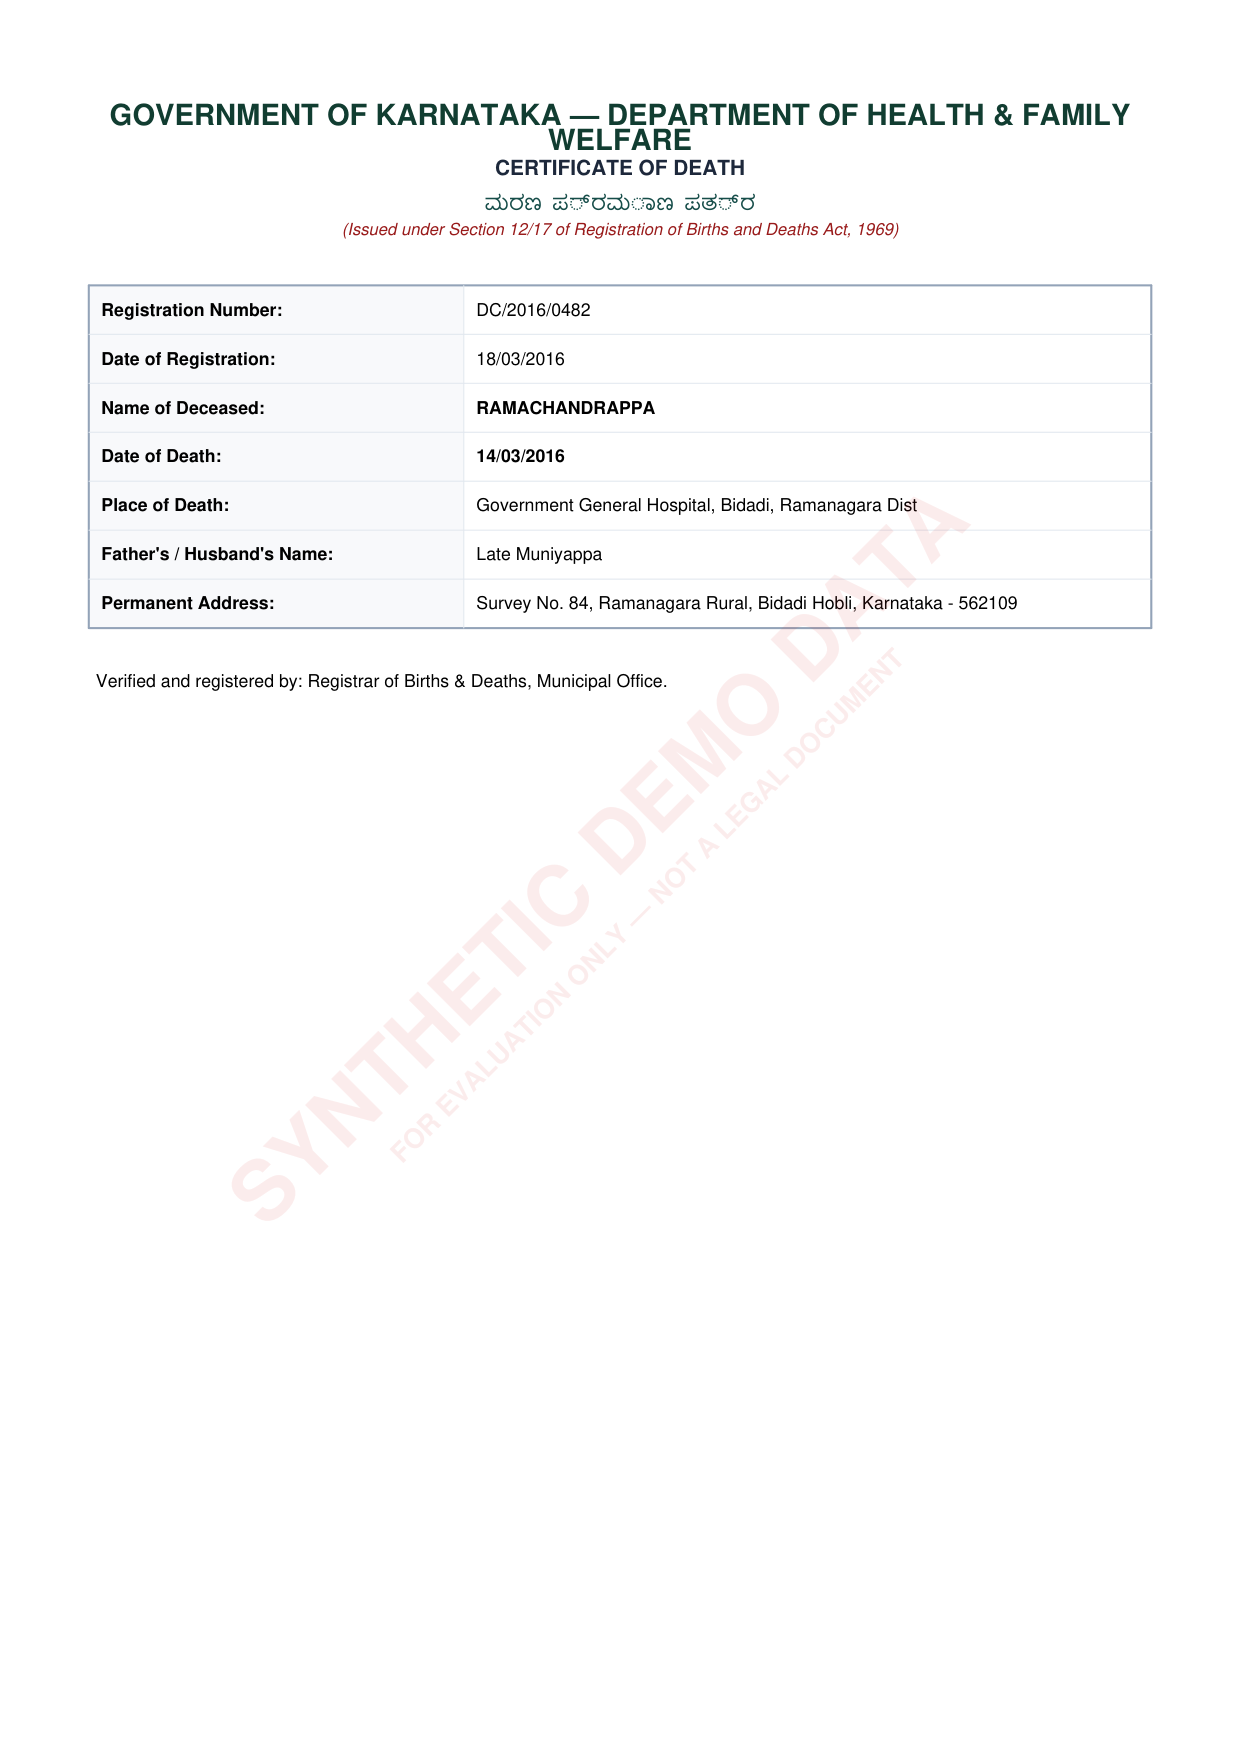 GOVERNMENT OF KARNATAKA — DEPARTMENT OF HEALTH & FAMILY
WELFARE
CERTIFICATE OF DEATH
ಮರಣ ಪ್ರಮಾಣ ಪತ್ರ
(Issued under Section 12/17 of Registration of Births and Deaths Act, 1969)
Registration Number: DC/2016/0482
Date of Registration: 18/03/2016
Name of Deceased: RAMACHANDRAPPA
Date of Death: 14/03/2016
Place of Death: Government General Hospital, Bidadi, Ramanagara Dist
Father's / Husband's Name: Late Muniyappa
Permanent Address: Survey No. 84, Ramanagara Rural, Bidadi Hobli, Karnataka - 562109
Verified and registered by: Registrar of Births & Deaths, Municipal Office.
SYNTHETIC DEMO DATA
FOR EVALUATION ONLY — NOT A LEGAL DOCUMENT